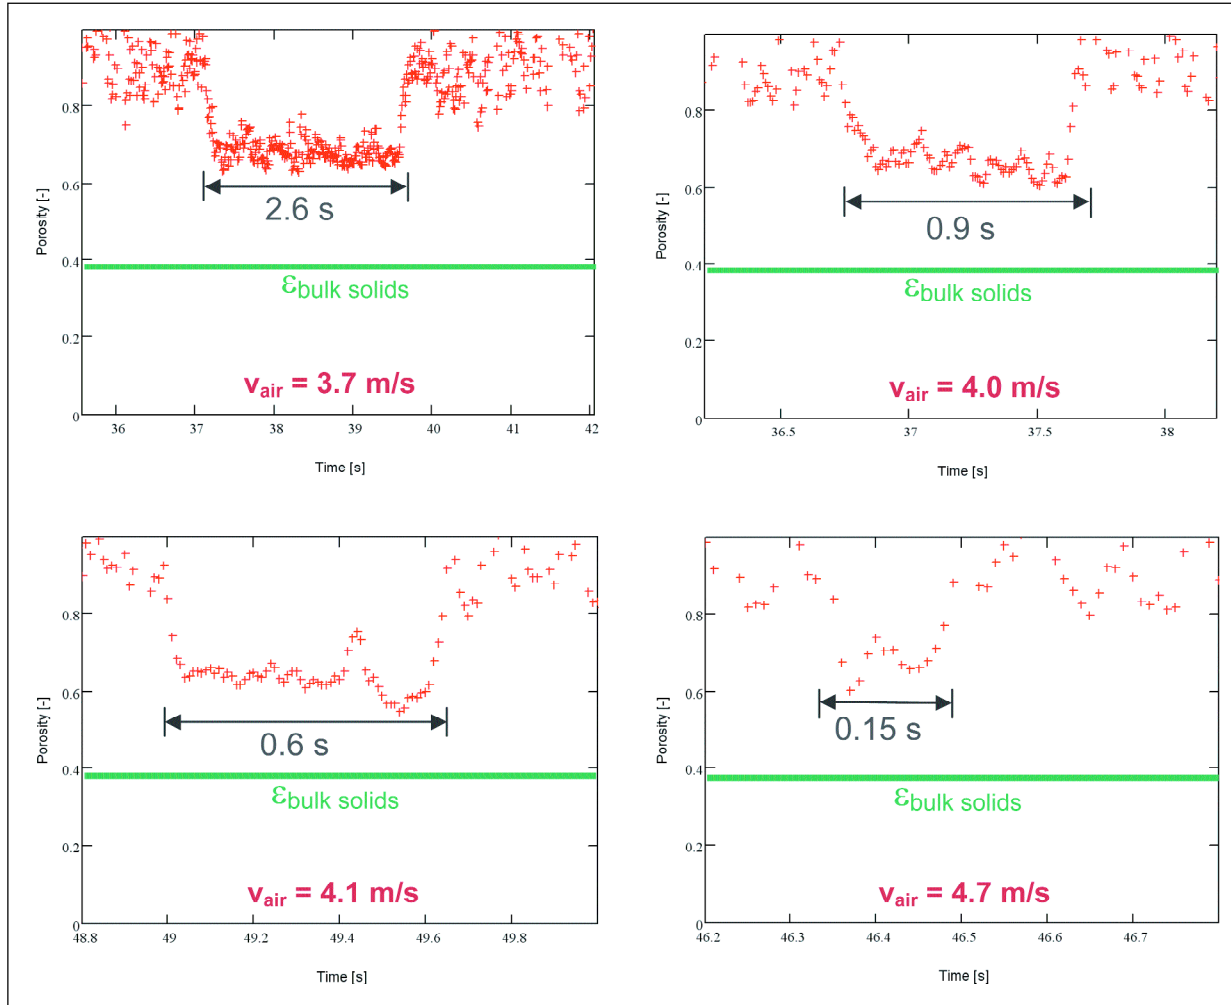 0.8
0.6
0.4
0.2
0
Porosity [-]
2.6 s
εbulk solids
vair = 3.7 m/s
36 37 38 39 40 41 42
Time [s]
0.8
0.6
0.4
0.2
0
Porosity [-]
0.9 s
εbulk solids
vair = 4.0 m/s
36.5 37 37.5 38
Time [s]
0.8
0.6
0.4
0.2
0
Porosity [-]
0.6 s
εbulk solids
vair = 4.1 m/s
48.8 49 49.2 49.4 49.6 49.8
Time [s]
0.8
0.6
0.4
0.2
0
Porosity [-]
0.15 s
εbulk solids
vair = 4.7 m/s
46.2 46.3 46.4 46.5 46.6 46.7
Time [s]